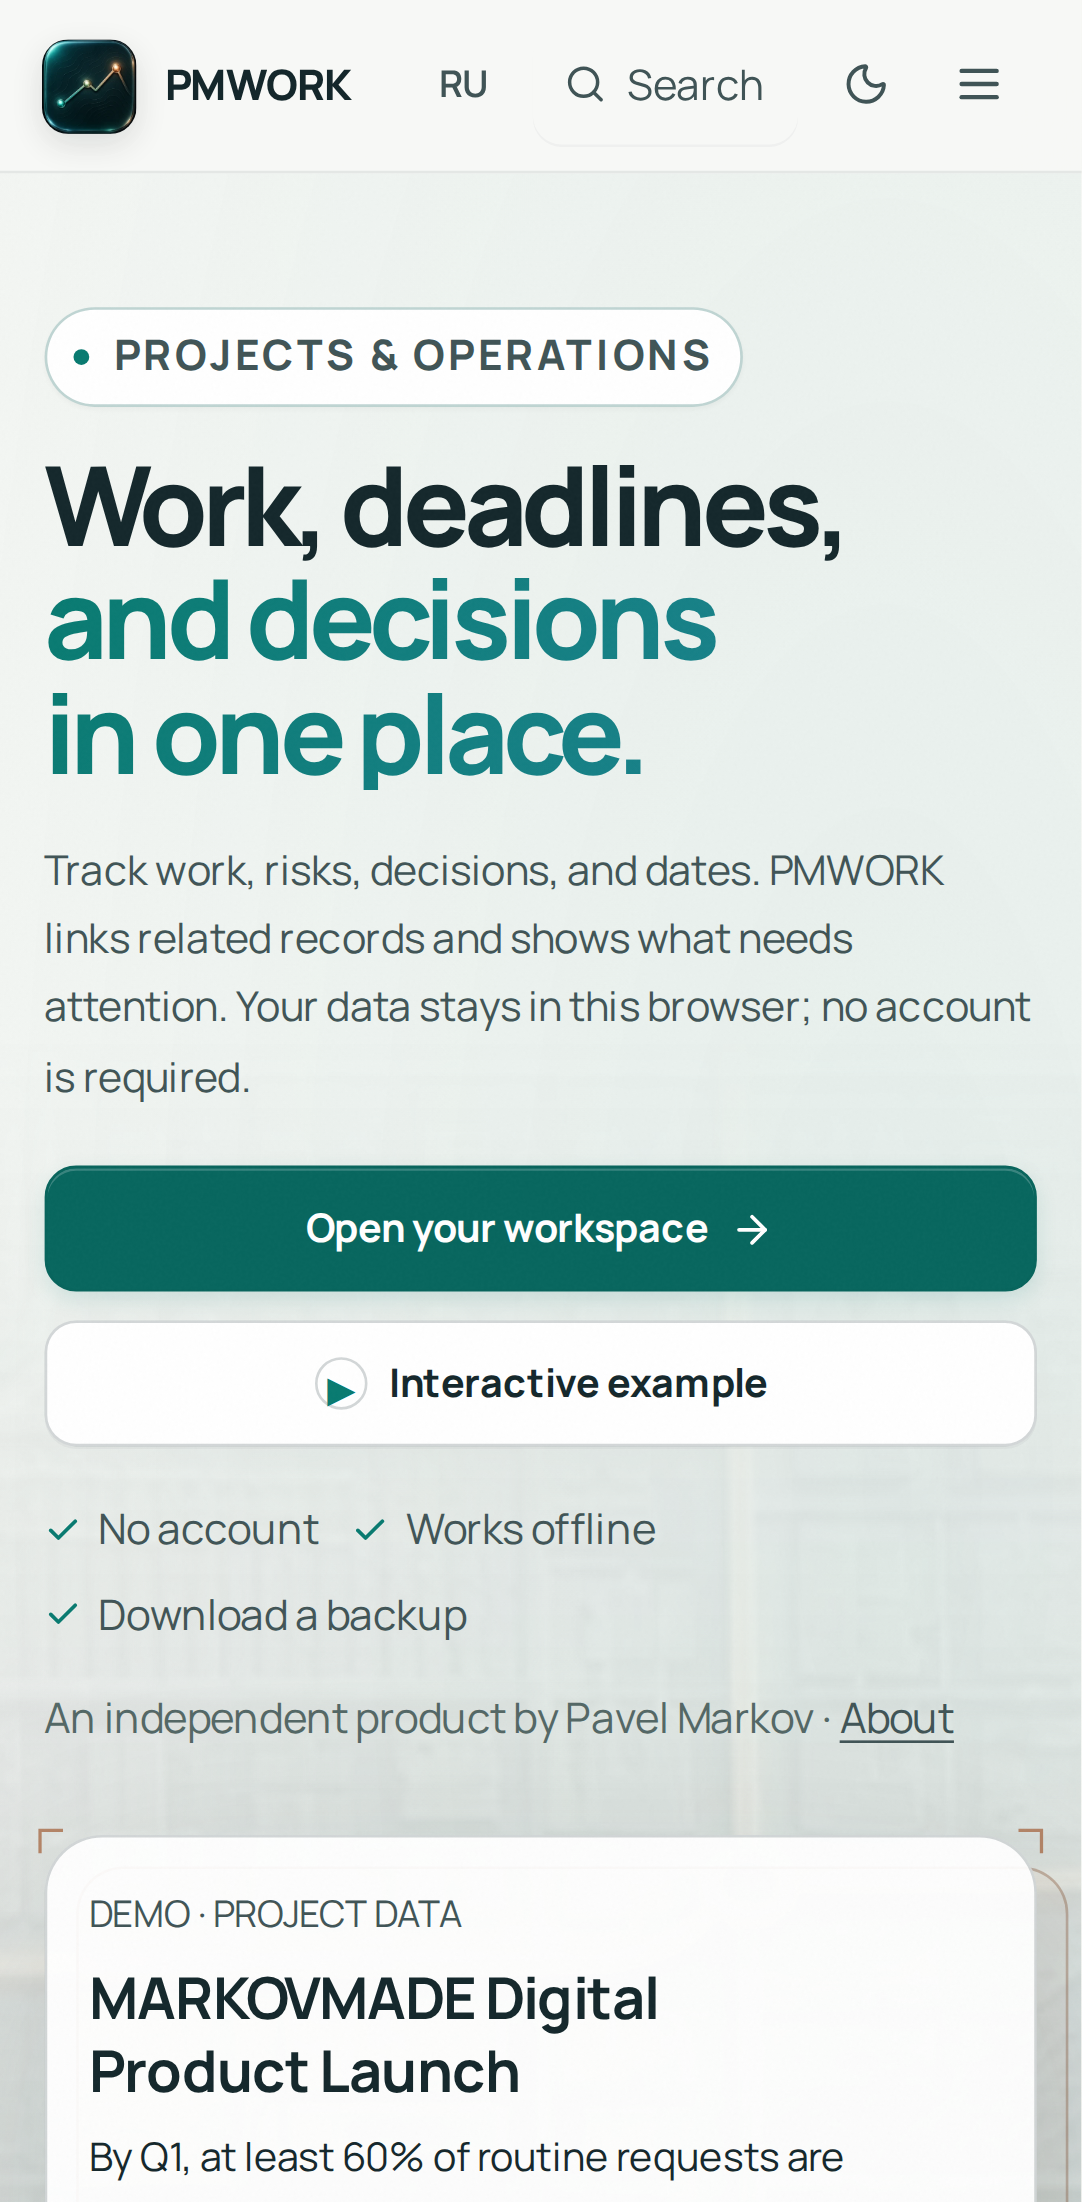 PMWORK
RU
Search
PROJECTS & OPERATIONS
Work, deadlines,
and decisions
in one place.
Track work, risks, decisions, and dates. PMWORK
links related records and shows what needs
attention. Your data stays in this browser; no account
is required.
Open your workspace →
Interactive example
No account
Works offline
Download a backup
An independent product by Pavel Markov · About
DEMO · PROJECT DATA
MARKOVMADE Digital
Product Launch
By Q1, at least 60% of routine requests are